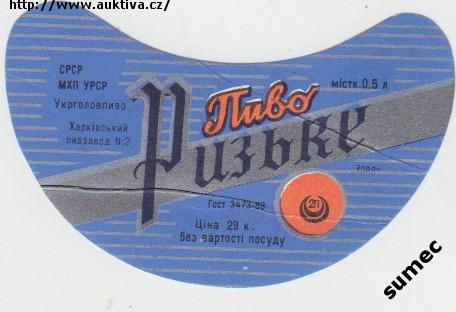 http://www.auktiva.cz/
СРСР
МХП УРСР
Укрголовпиво
Харківський
пивзавод №2
Пиво
Ризьке
містк.0,5 л
Гост 3473-69
Ціна 29 к.
без вартості посуду
2П
sumec